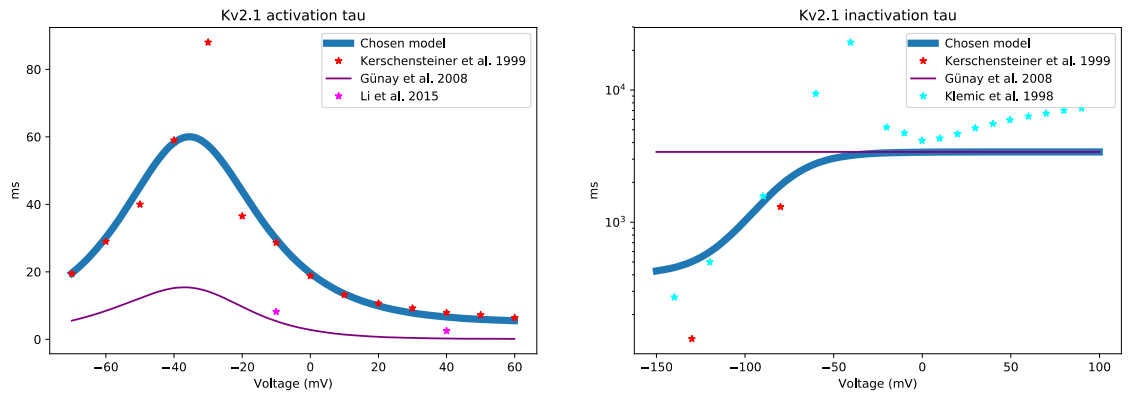 Kv2.1 activation tau
ms
80
60
40
20
0
−60
−40
−20
0
20
40
60
Voltage (mV)
Chosen model
Kerschensteiner et al. 1999
Günay et al. 2008
Li et al. 2015
Kv2.1 inactivation tau
ms
10⁴
10³
−150
−100
−50
0
50
100
Voltage (mV)
Chosen model
Kerschensteiner et al. 1999
Günay et al. 2008
Klemic et al. 1998